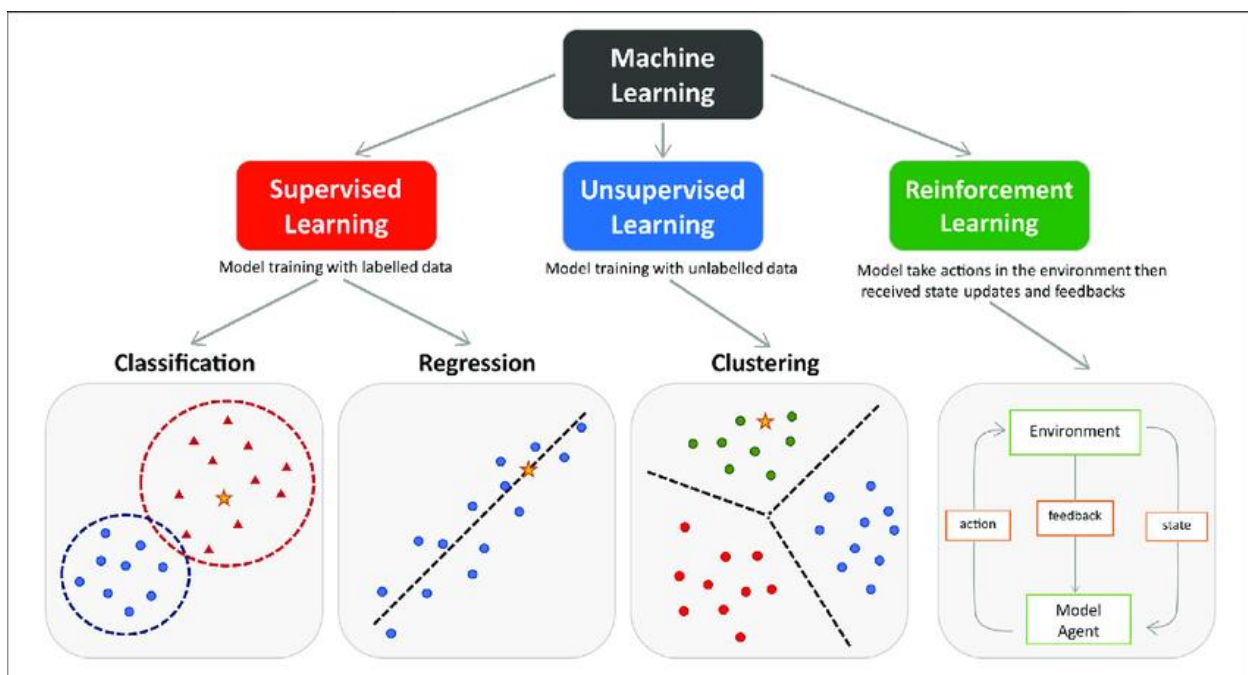 Machine
Learning
Supervised
Learning
Unsupervised
Learning
Reinforcement
Learning
Model training with labelled data
Model training with unlabelled data
Model take actions in the environment then
received state updates and feedbacks
Classification
Regression
Clustering
Environment
action
feedback
state
Model
Agent